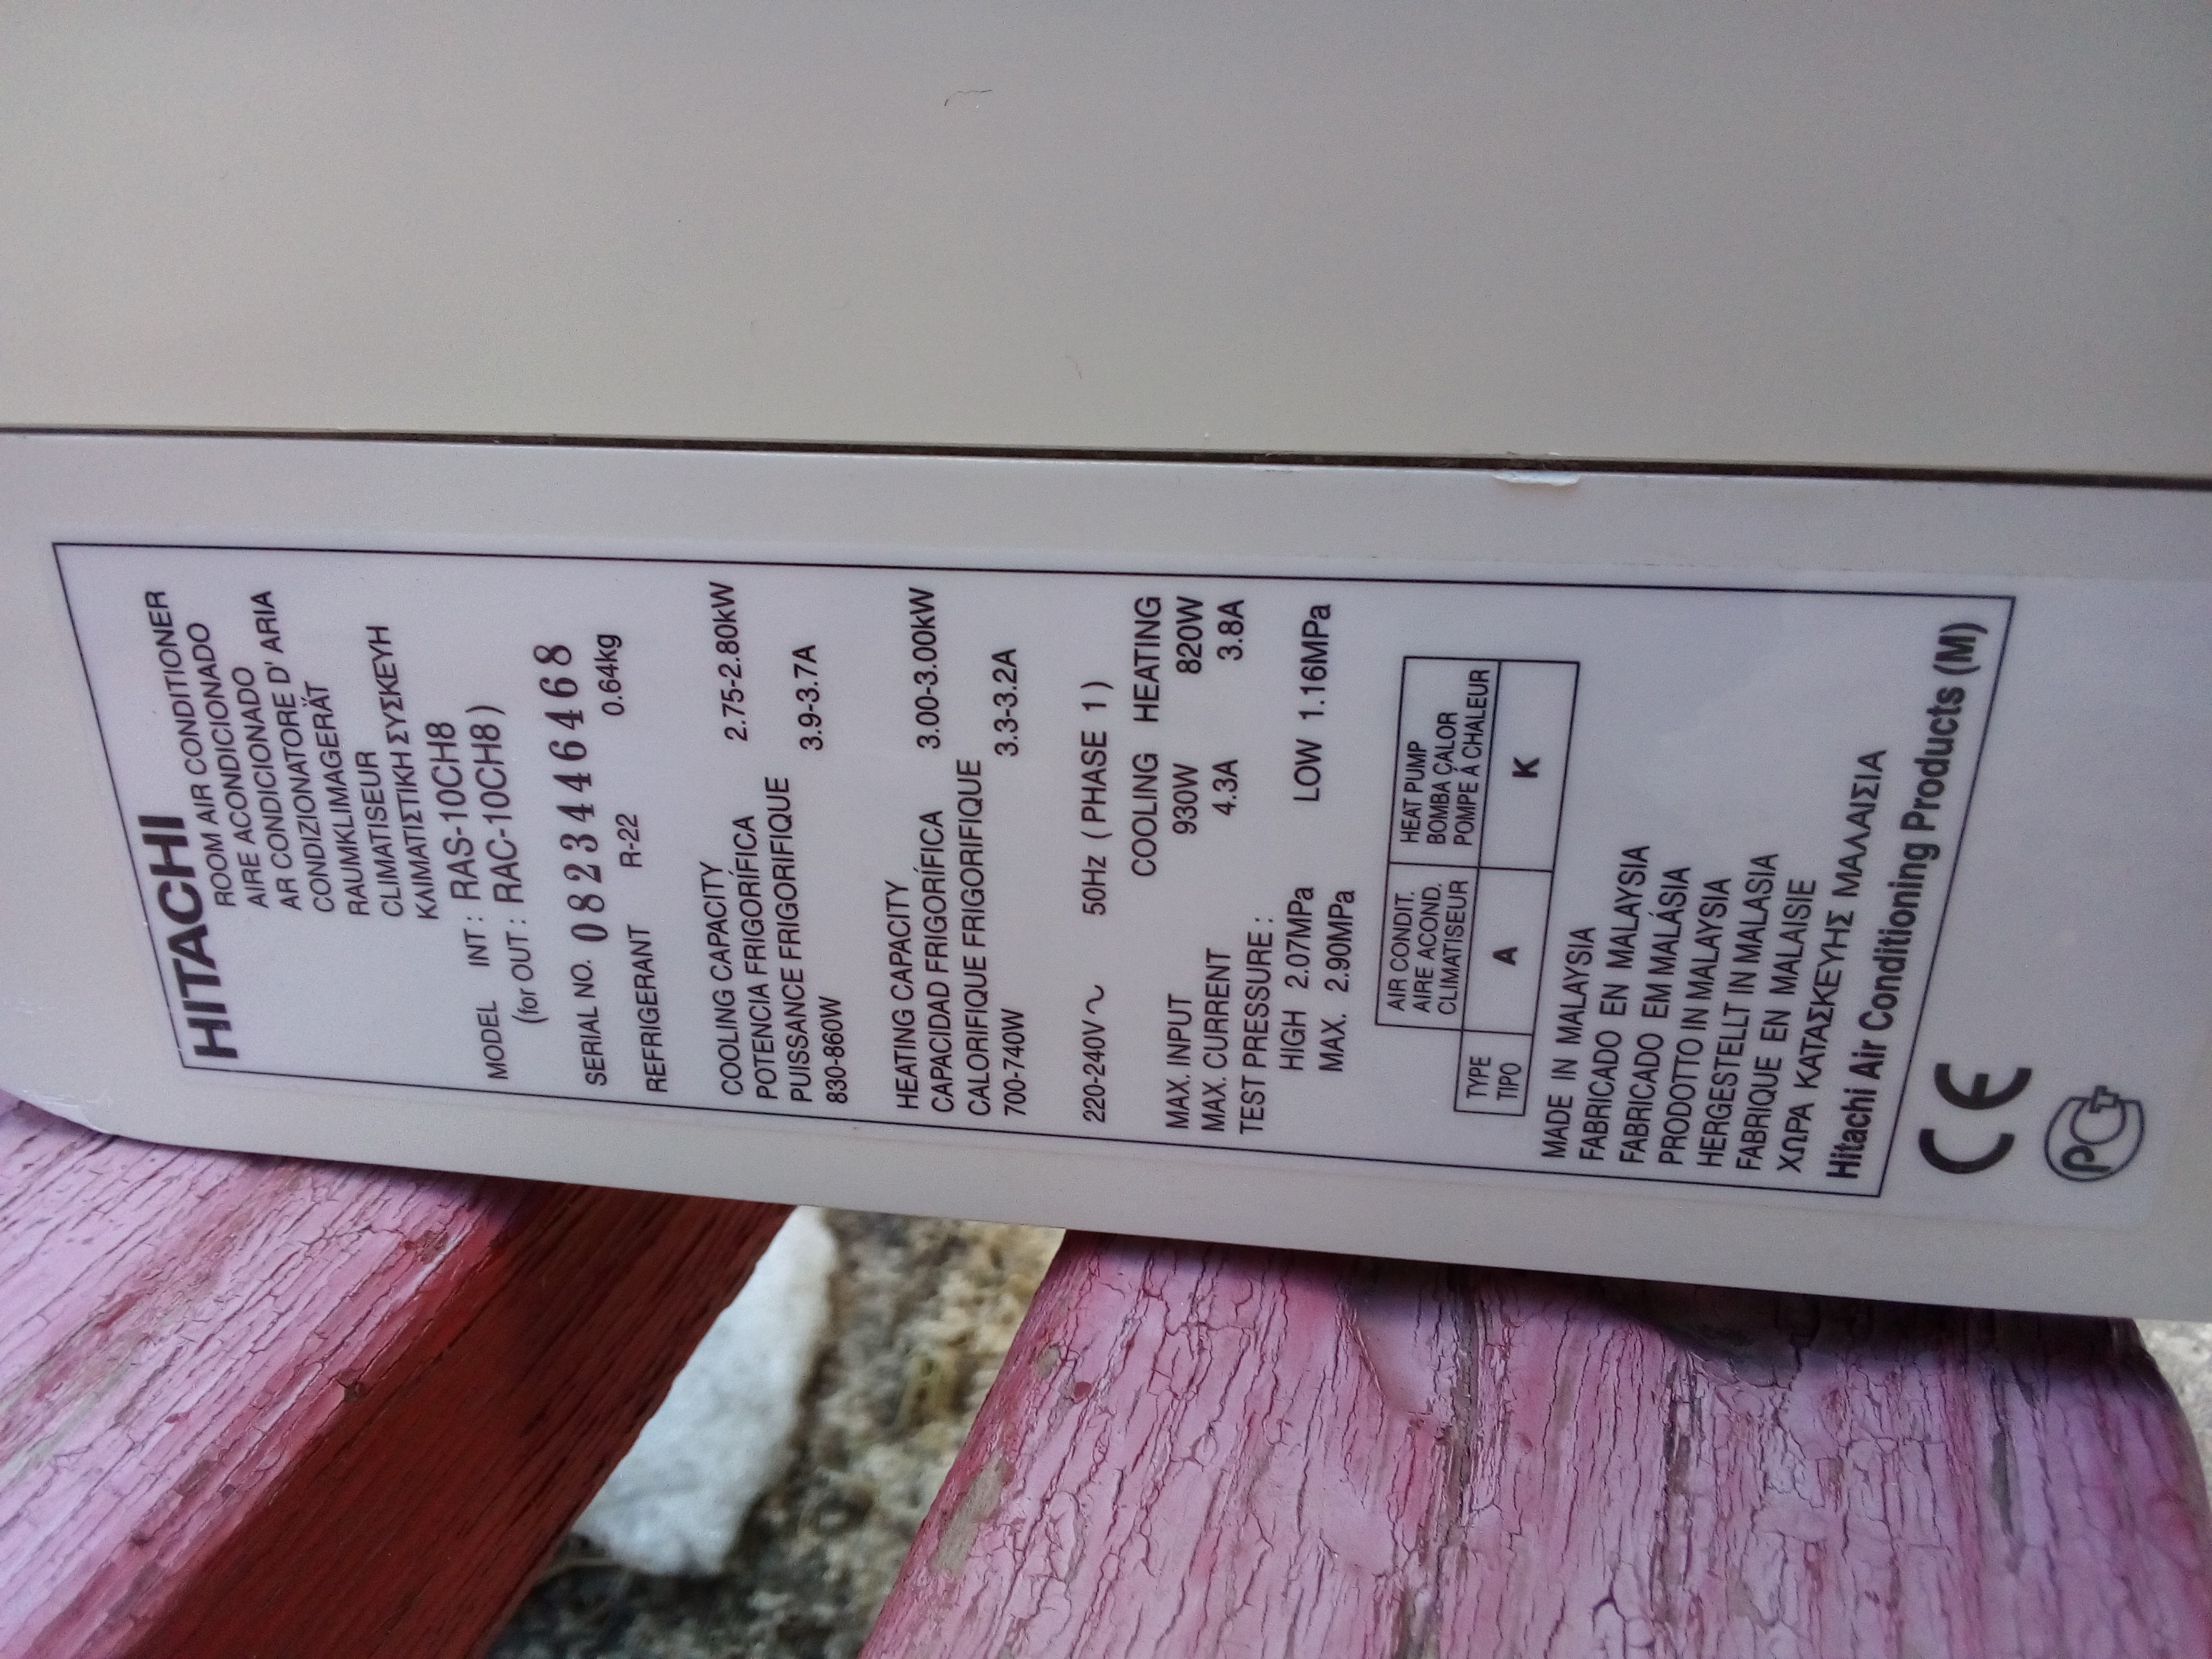 HITACHI
ROOM AIR CONDITIONER
AIRE ACONDICIONADO
AR CONDICIONADO
CONDIZIONATORE D' ARIA
RAUMKLIMAGERÄT
CLIMATISEUR
ΚΛΙΜΑΤΙΣΤΙΚΗ ΣΥΣΚΕΥΗ
MODEL INT : RAS-10CH8
(for OUT : RAC-10CH8)
SERIAL NO. 0823446468
REFRIGERANT R-22 0.64kg
COOLING CAPACITY 2.75-2.80kW
POTENCIA FRIGORÍFICA
PUISSANCE FRIGORIFIQUE
830-860W 3.9-3.7A
HEATING CAPACITY 3.00-3.00kW
CAPACIDAD FRIGORÍFICA
CALORIFIQUE FRIGORIFIQUE
700-740W 3.3-3.2A
220-240V~ 50Hz (PHASE 1)
COOLING HEATING
MAX. INPUT 930W 820W
MAX. CURRENT 4.3A 3.8A
TEST PRESSURE :
HIGH 2.07MPa LOW 1.16MPa
MAX. 2.90MPa
AIR CONDIT. HEAT PUMP
AIRE ACOND. BOMBA ÇALOR
CLIMATISEUR POMPE Á CHALEUR
TYPE
TIPO A K
MADE IN MALAYSIA
FABRICADO EN MALAYSIA
FABRICADO EM MALÁSIA
PRODOTTO IN MALAYSIA
HERGESTELLT IN MALASIA
FABRIQUE EN MALAISIE
ΧΩΡΑ ΚΑΤΑΣΚΕΥΗΣ ΜΑΛΑΙΣΙΑ
Hitachi Air Conditioning Products (M)
CE
РСТ